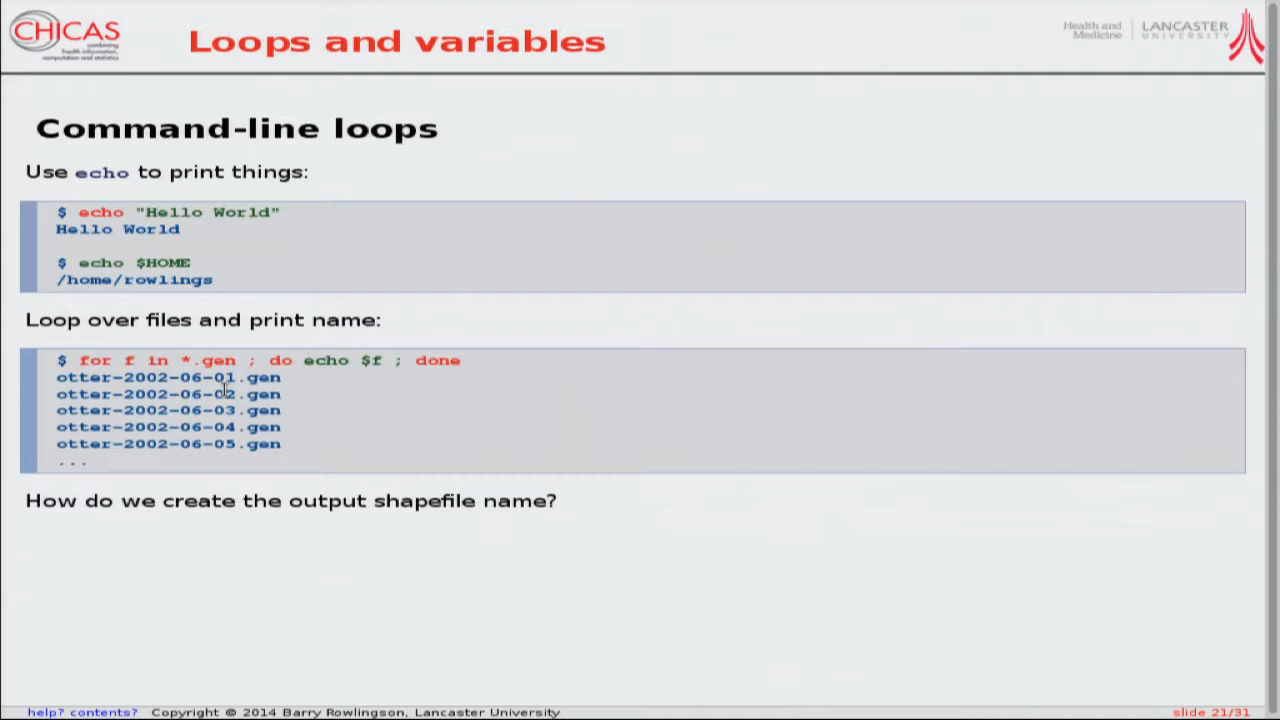 CHICAS
combining
health information,
computation and statistics
Loops and variables
Health and
Medicine
LANCASTER
UNIVERSITY
Command-line loops
Use echo to print things:
$ echo "Hello World"
Hello World
$ echo $HOME
/home/rowlings
Loop over files and print name:
$ for f in *.gen ; do echo $f ; done
otter-2002-06-01.gen
otter-2002-06-02.gen
otter-2002-06-03.gen
otter-2002-06-04.gen
otter-2002-06-05.gen
...
How do we create the output shapefile name?
help? contents? Copyright © 2014 Barry Rowlingson, Lancaster University
slide 21/31